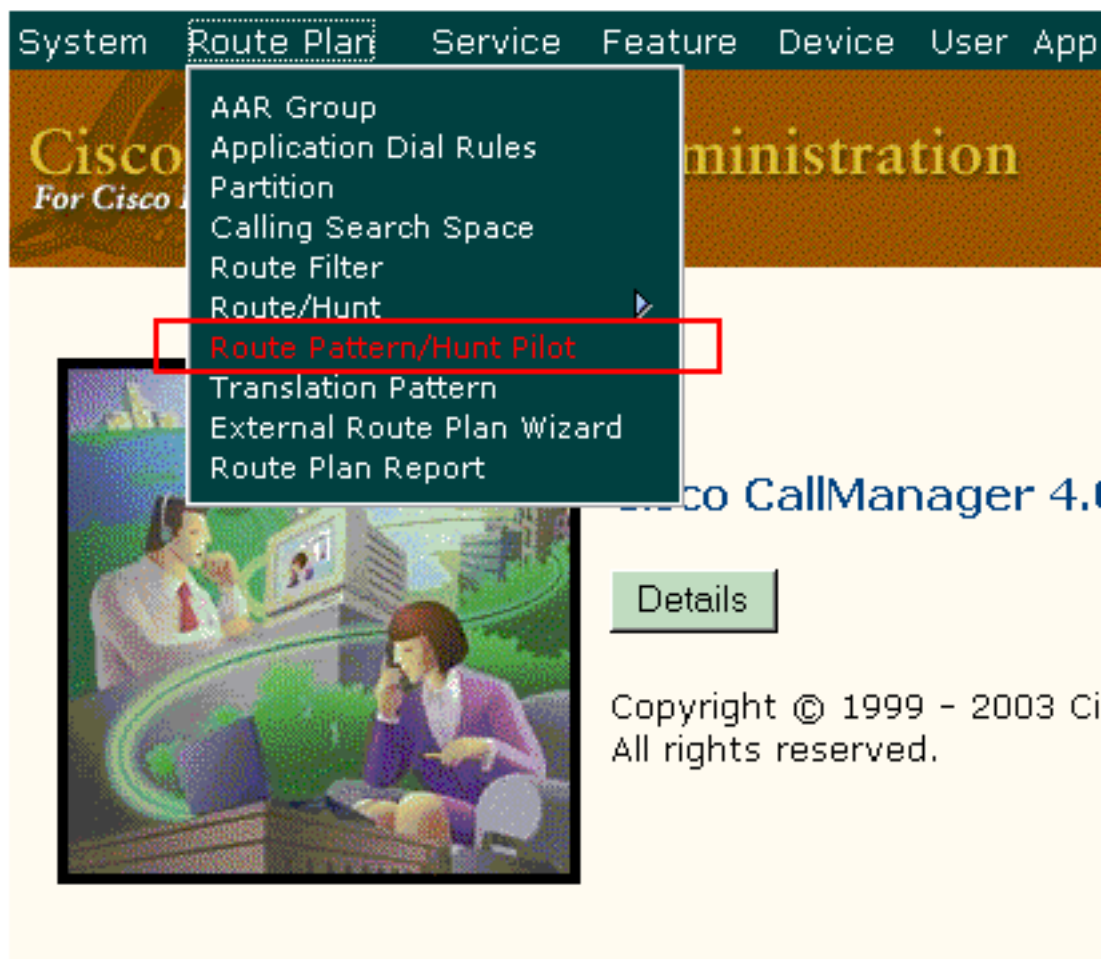 System Route Plan Service Feature Device User App
AAR Group
Application Dial Rules
Partition
Calling Search Space
Route Filter
Route/Hunt
Route Pattern/Hunt Pilot
Translation Pattern
External Route Plan Wizard
Route Plan Report
Cisco ministration
For Cisco
Cisco CallManager 4.0
Details
Copyright © 1999 - 2003 Ci
All rights reserved.